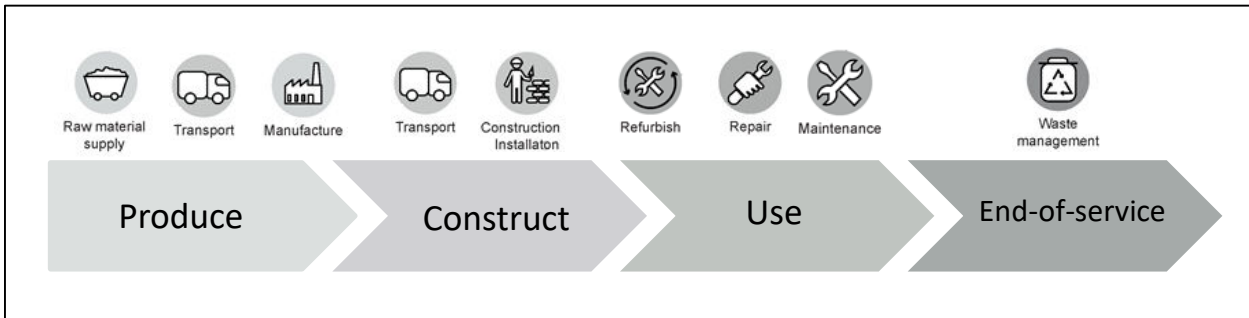 Raw material
supply
Transport
Manufacture
Transport
Construction
Installaton
Refurbish
Repair
Maintenance
Waste
management
Produce
Construct
Use
End-of-service